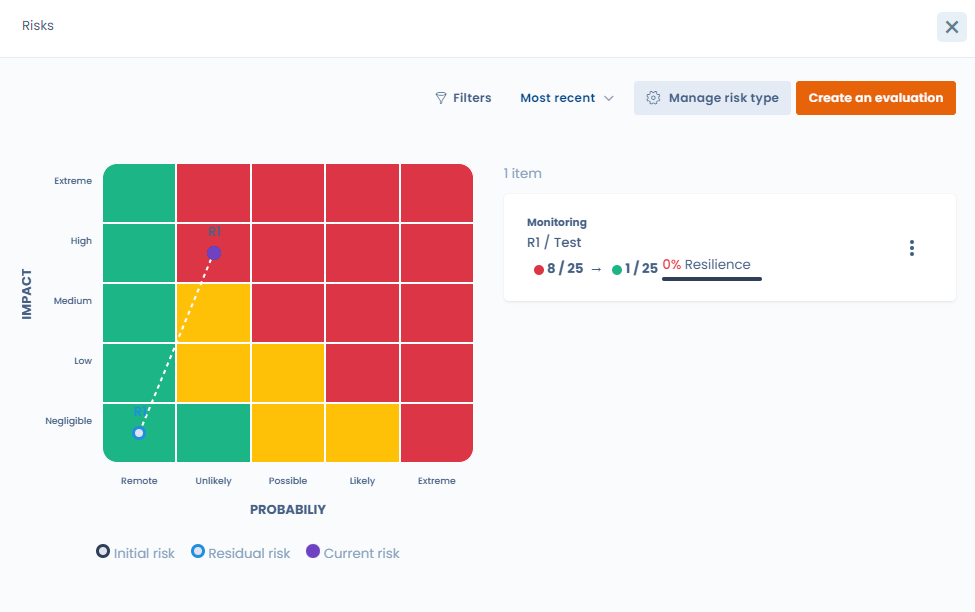 Risks
Filters
Most recent
Manage risk type
Create an evaluation
1 item
Monitoring
R1 / Test
8 / 25 → 1 / 25 0% Resilience
IMPACT
Extreme
High
Medium
Low
Negligible
R1
R1
Remote
Unlikely
Possible
Likely
Extreme
PROBABILIY
Initial risk
Residual risk
Current risk